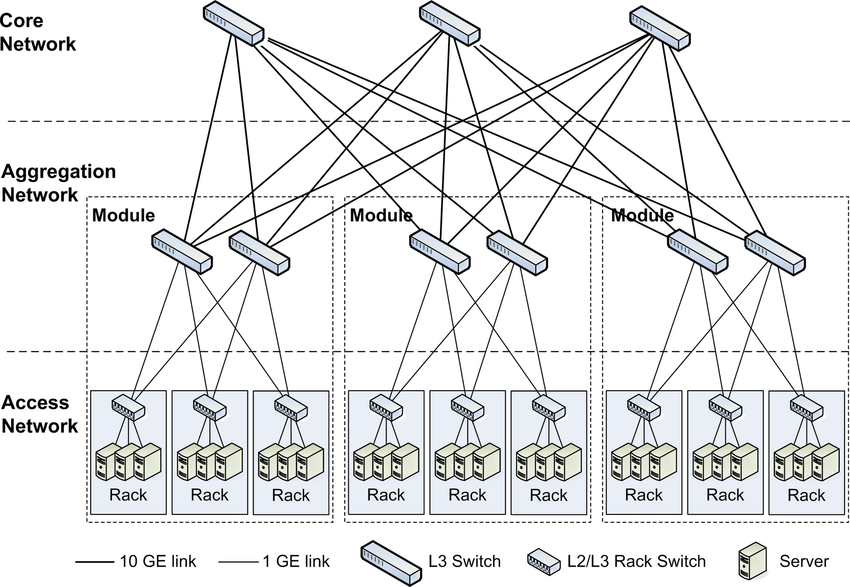 Core
Network
Aggregation
Network
Module
Module
Module
Access
Network
Rack
Rack
Rack
Rack
Rack
Rack
Rack
Rack
Rack
10 GE link
1 GE link
L3 Switch
L2/L3 Rack Switch
Server